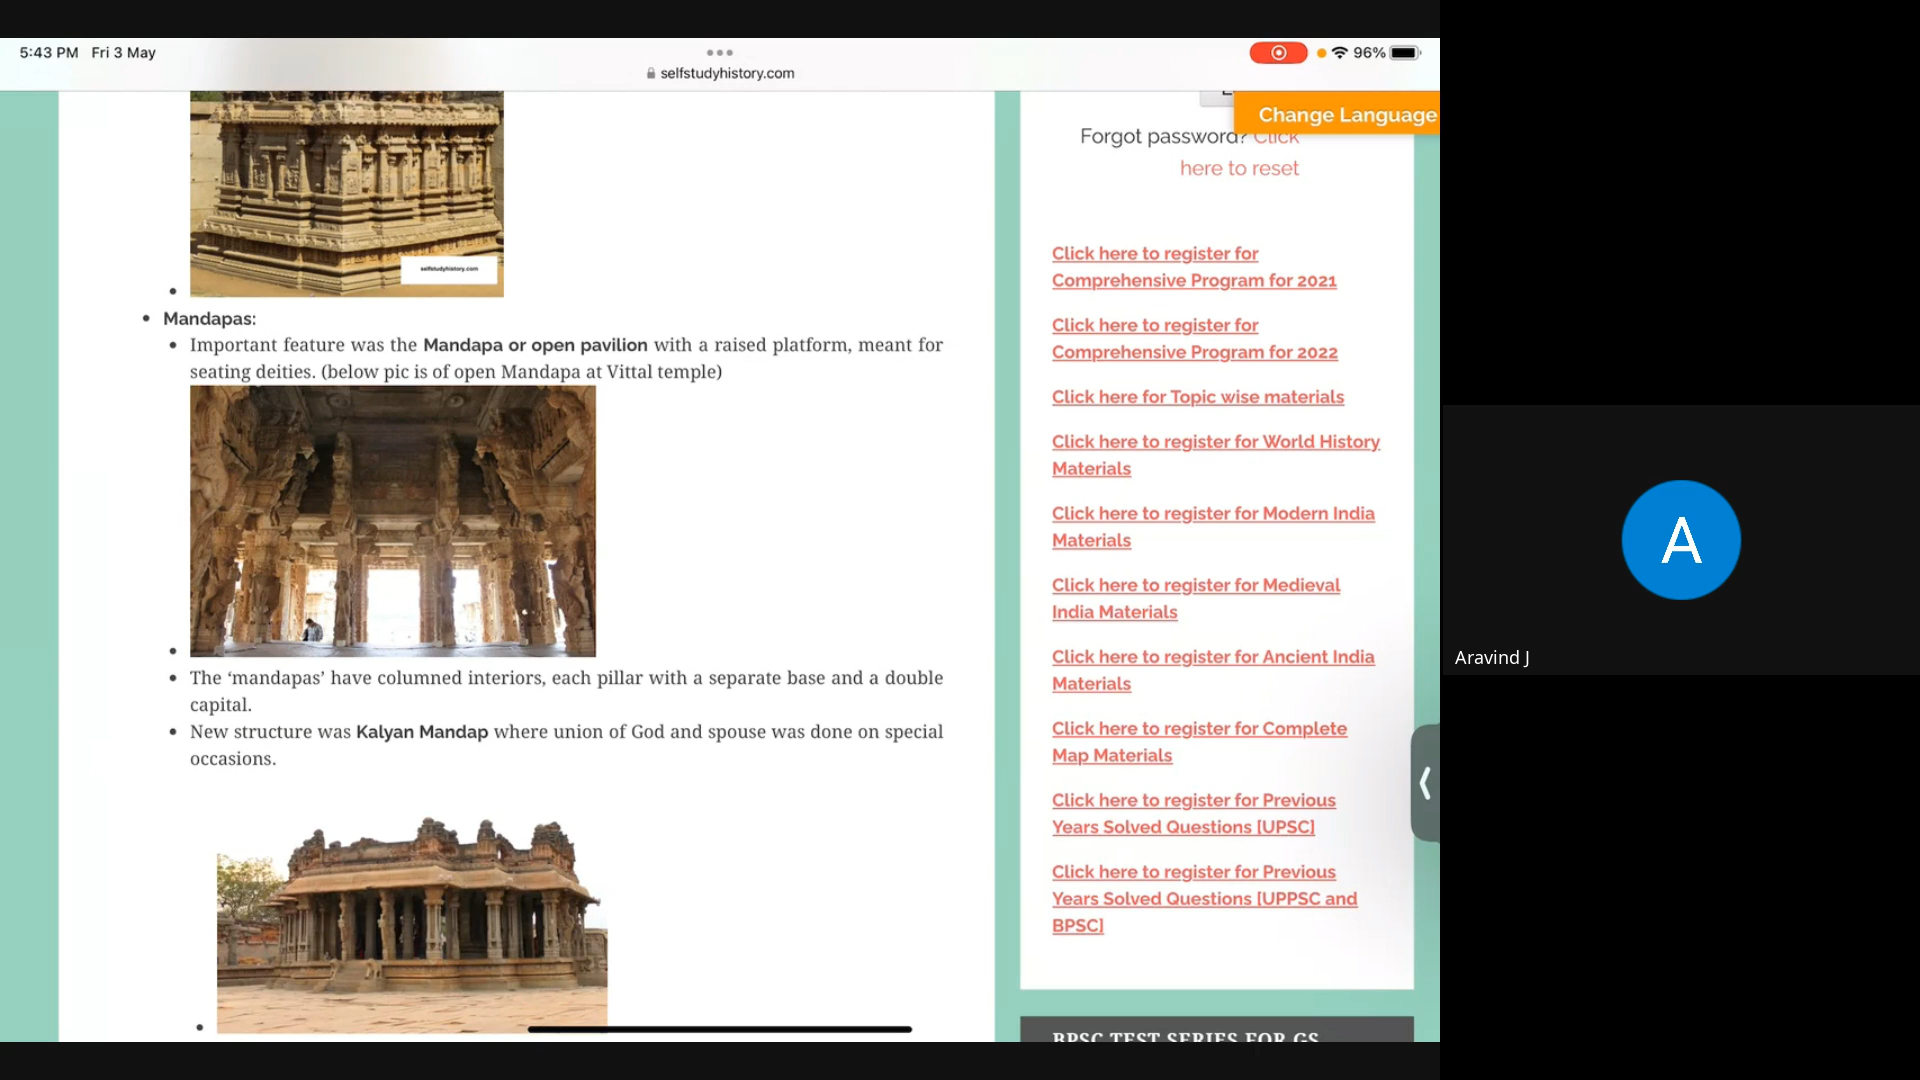 5:43 PM Fri 3 May
96%
selfstudyhistory.com
Change Language
Forgot password? Click
here to reset
selfstudyhistory.com
Mandapas:
Important feature was the Mandapa or open pavilion with a raised platform, meant for
seating deities. (below pic is of open Mandapa at Vittal temple)
The ‘mandapas’ have columned interiors, each pillar with a separate base and a double
capital.
New structure was Kalyan Mandap where union of God and spouse was done on special
occasions.
Click here to register for
Comprehensive Program for 2021
Click here to register for
Comprehensive Program for 2022
Click here for Topic wise materials
Click here to register for World History
Materials
Click here to register for Modern India
Materials
Click here to register for Medieval
India Materials
Click here to register for Ancient India
Materials
Click here to register for Complete
Map Materials
Click here to register for Previous
Years Solved Questions [UPSC]
Click here to register for Previous
Years Solved Questions [UPPSC and
BPSC]
BPSC TEST SERIES FOR GS
A
Aravind J